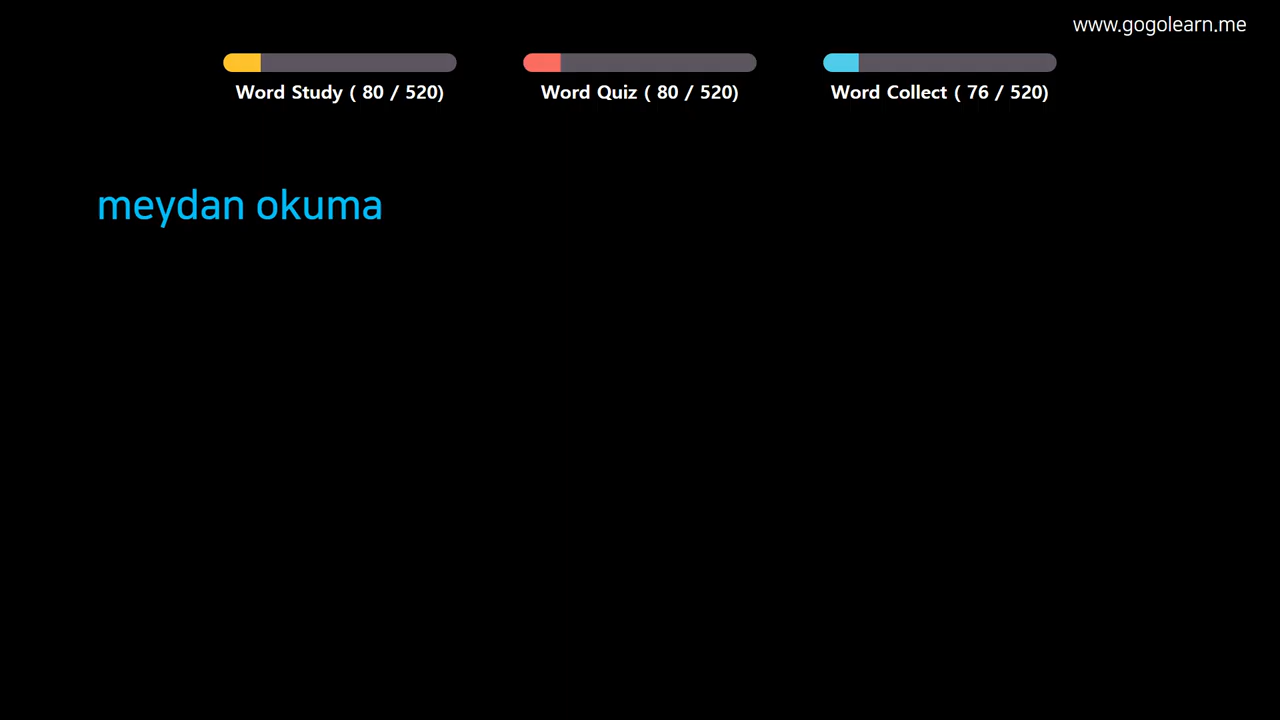 www.gogolearn.me
Word Study ( 80 / 520)
Word Quiz ( 80 / 520)
Word Collect ( 76 / 520)
meydan okuma